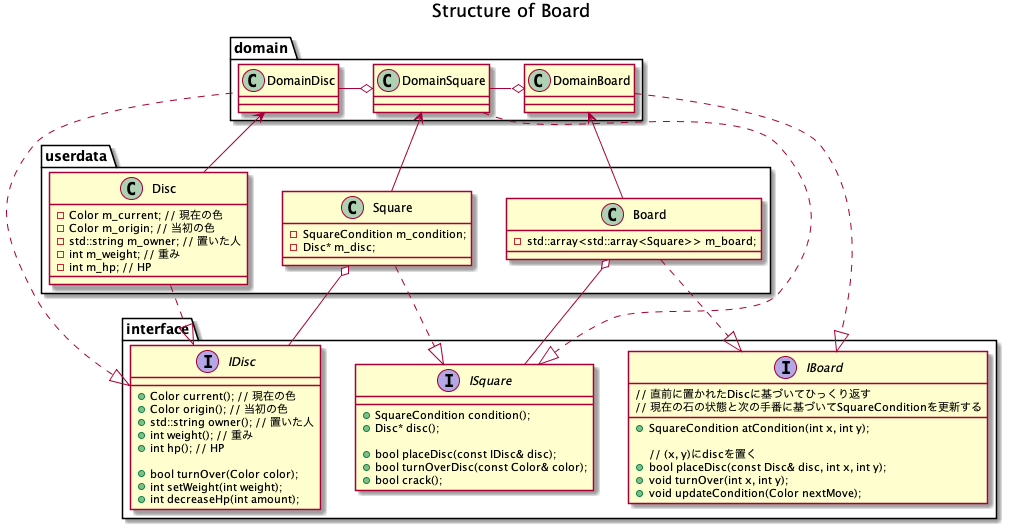 Structure of Board
domain
C DomainDisc
C DomainSquare
C DomainBoard
userdata
C Disc
Color m_current; // 現在の色
Color m_origin; // 当初の色
std::string m_owner; // 置いた人
int m_weight; // 重み
int m_hp; // HP
C Square
SquareCondition m_condition;
Disc* m_disc;
C Board
std::array<std::array<Square>> m_board;
interface
I IDisc
Color current(); // 現在の色
Color origin(); // 当初の色
std::string owner(); // 置いた人
int weight(); // 重み
int hp(); // HP
bool turnOver(Color color);
int setWeight(int weight);
int decreaseHp(int amount);
I ISquare
SquareCondition condition();
Disc* disc();
bool placeDisc(const IDisc& disc);
bool turnOverDisc(const Color& color);
bool crack();
I IBoard
// 直前に置かれたDiscに基づいてひっくり返す
// 現在の石の状態と次の手番に基づいてSquareConditionを更新する
SquareCondition atCondition(int x, int y);
// (x, y)にdiscを置く
bool placeDisc(const Disc& disc, int x, int y);
void turnOver(int x, int y);
void updateCondition(Color nextMove);